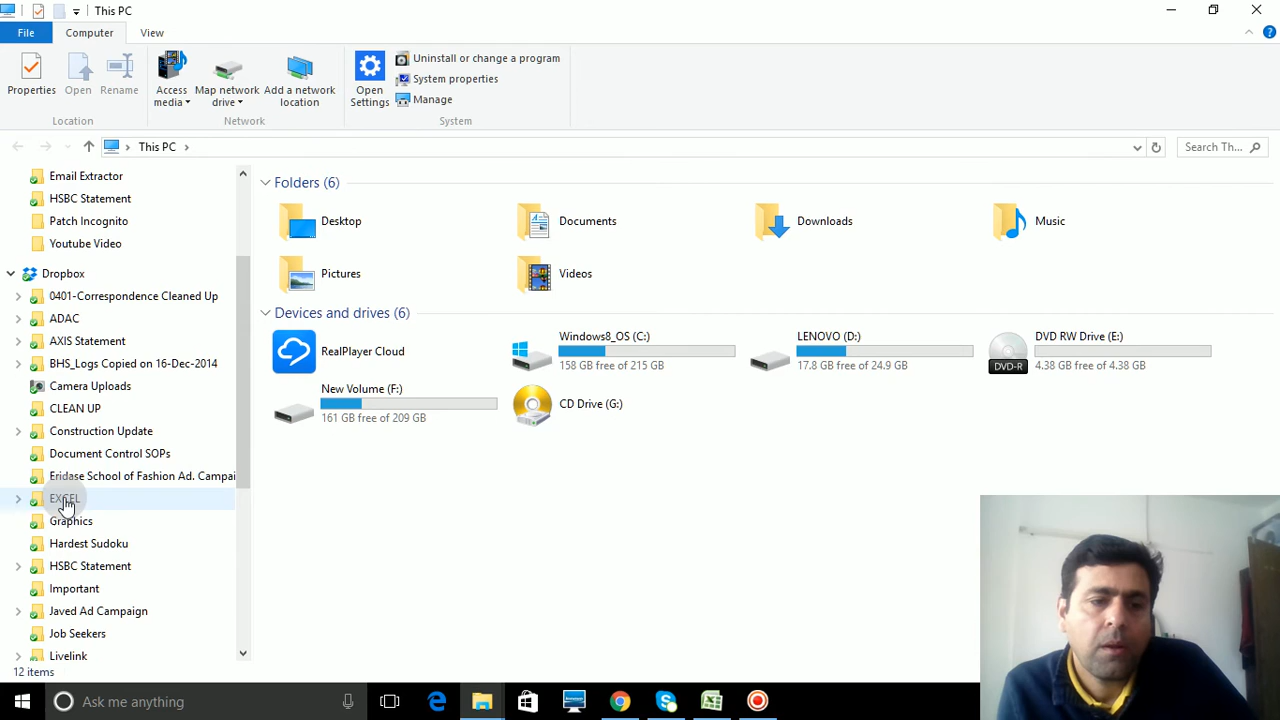 This PC
File
Computer
View
Properties
Open
Rename
Location
Access media
Map network drive
Add a network location
Network
Open Settings
Uninstall or change a program
System properties
Manage
System
This PC
Search Th...
Email Extractor
HSBC Statement
Patch Incognito
Youtube Video
Dropbox
0401-Correspondence Cleaned Up
ADAC
AXIS Statement
BHS_Logs Copied on 16-Dec-2014
Camera Uploads
CLEAN UP
Construction Update
Document Control SOPs
Eridase School of Fashion Ad. Campai
EXCEL
Graphics
Hardest Sudoku
HSBC Statement
Important
Javed Ad Campaign
Job Seekers
Livelink
Folders (6)
Desktop
Documents
Downloads
Music
Pictures
Videos
Devices and drives (6)
RealPlayer Cloud
Windows8_OS (C:)
158 GB free of 215 GB
LENOVO (D:)
17.8 GB free of 24.9 GB
DVD RW Drive (E:)
4.38 GB free of 4.38 GB
DVD-R
New Volume (F:)
161 GB free of 209 GB
CD Drive (G:)
12 items
Ask me anything